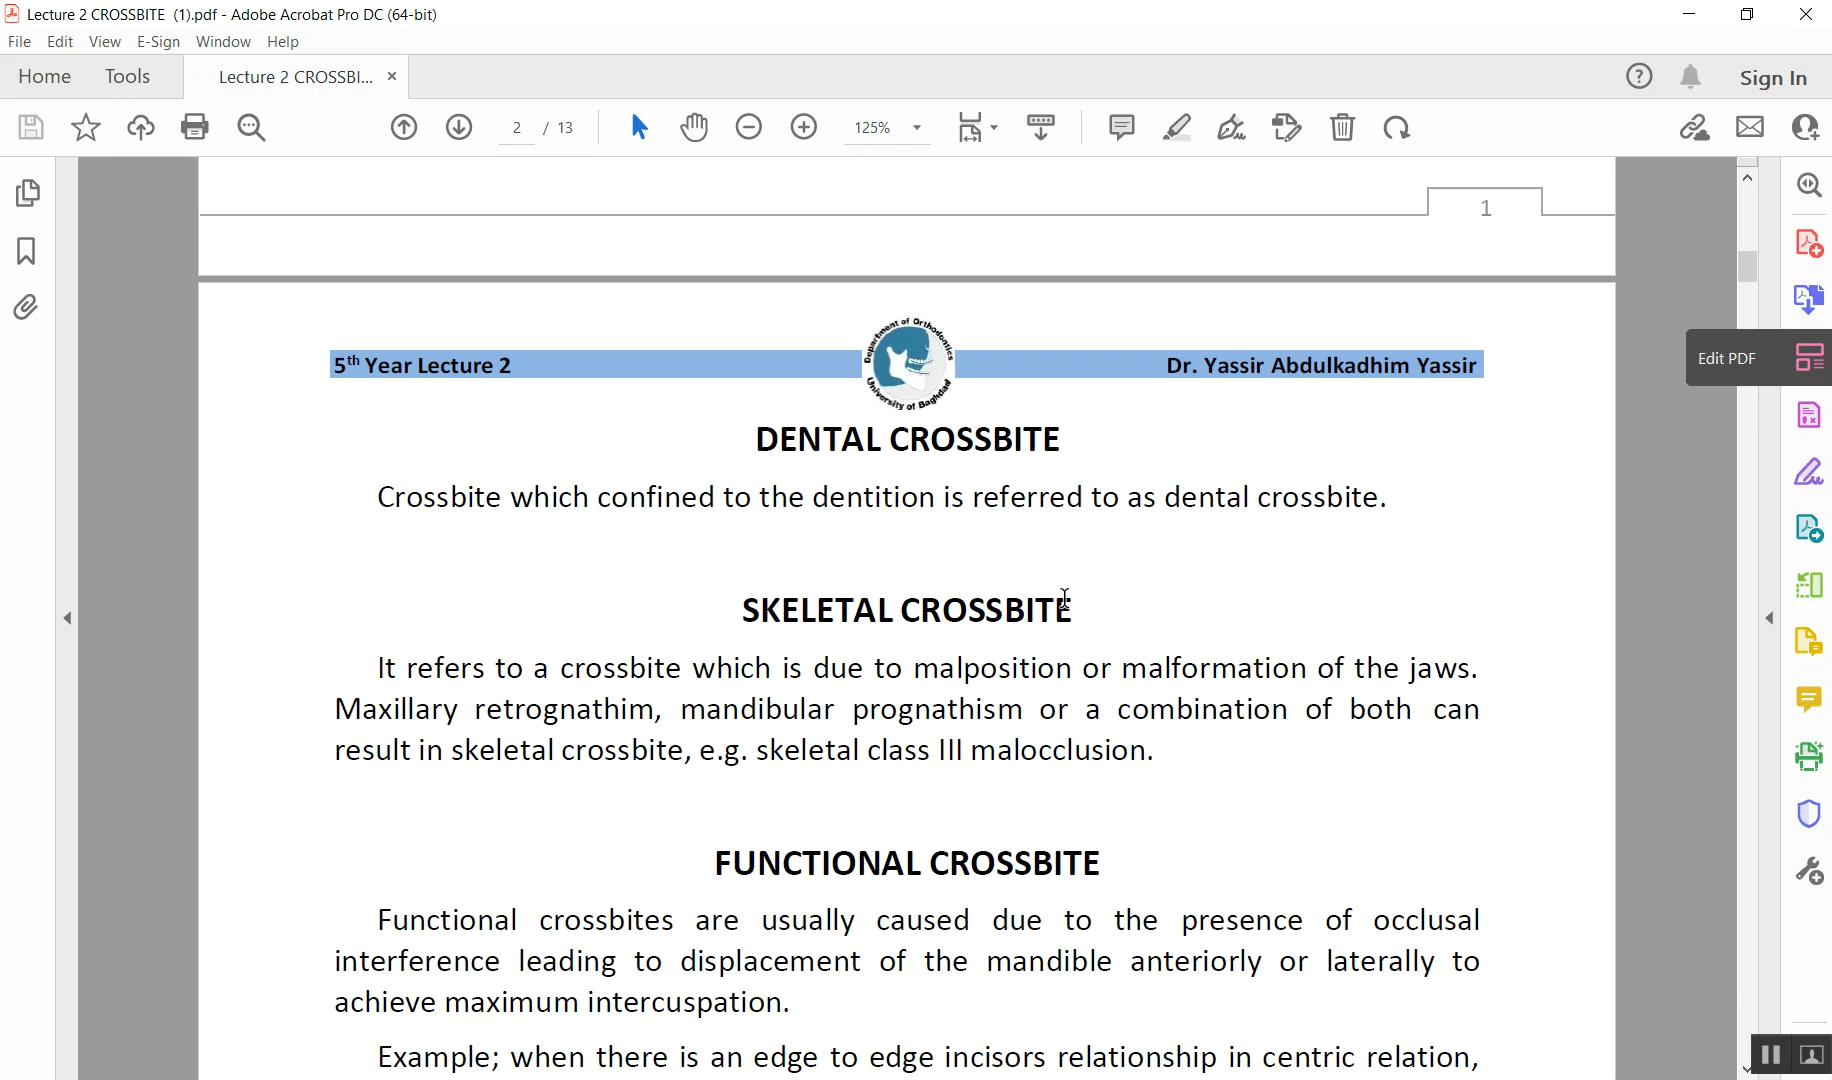 Lecture 2 CROSSBITE (1).pdf - Adobe Acrobat Pro DC (64-bit)
File Edit View E-Sign Window Help
Home Tools Lecture 2 CROSSBI... × Sign In
2 / 13 125%
1
Edit PDF
5th Year Lecture 2 Department of Orthodontics University of Baghdad Dr. Yassir Abdulkadhim Yassir
DENTAL CROSSBITE
Crossbite which confined to the dentition is referred to as dental crossbite.
SKELETAL CROSSBITE
It refers to a crossbite which is due to malposition or malformation of the jaws.
Maxillary retrognathim, mandibular prognathism or a combination of both can
result in skeletal crossbite, e.g. skeletal class III malocclusion.
FUNCTIONAL CROSSBITE
Functional crossbites are usually caused due to the presence of occlusal
interference leading to displacement of the mandible anteriorly or laterally to
achieve maximum intercuspation.
Example; when there is an edge to edge incisors relationship in centric relation,